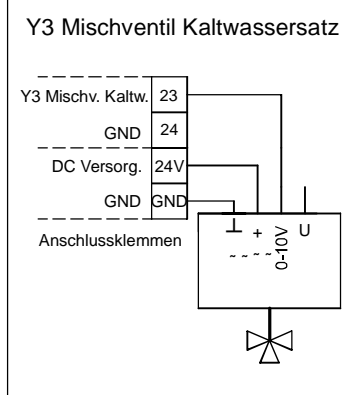 Y3 Mischventil Kaltwassersatz
Y3 Mischv. Kaltw. 23
GND 24
DC Versorg. 24V
GND GND
Anschlussklemmen
⊥ + 0-10V U
~ ~ ~ ~